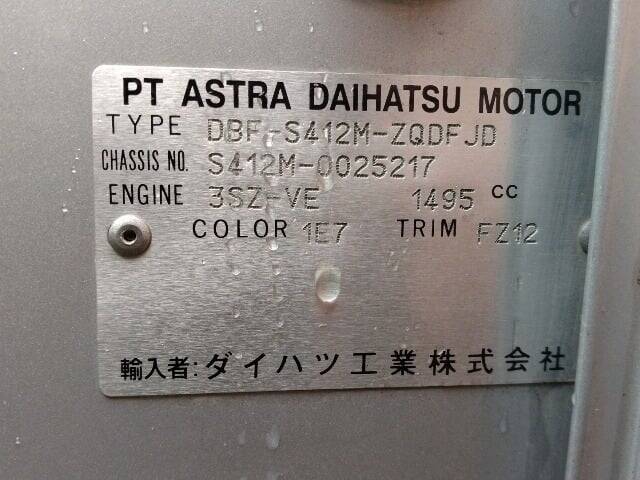 PT ASTRA DAIHATSU MOTOR
TYPE DBF-S412M-ZQDFJD
CHASSIS NO. S412M-0025217
ENGINE 3SZ-VE 1495 CC
COLOR 1E7 TRIM FZ12
輸入者: ダイハツ工業株式会社